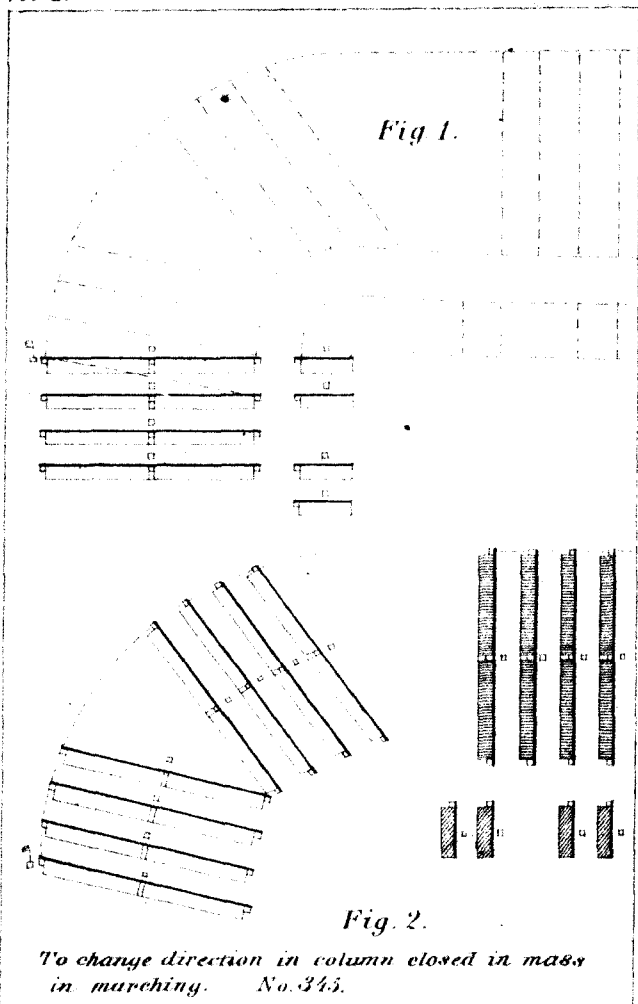 Fig 1.
Fig. 2.
To change direction in column closed in mass
in marching. No. 345.